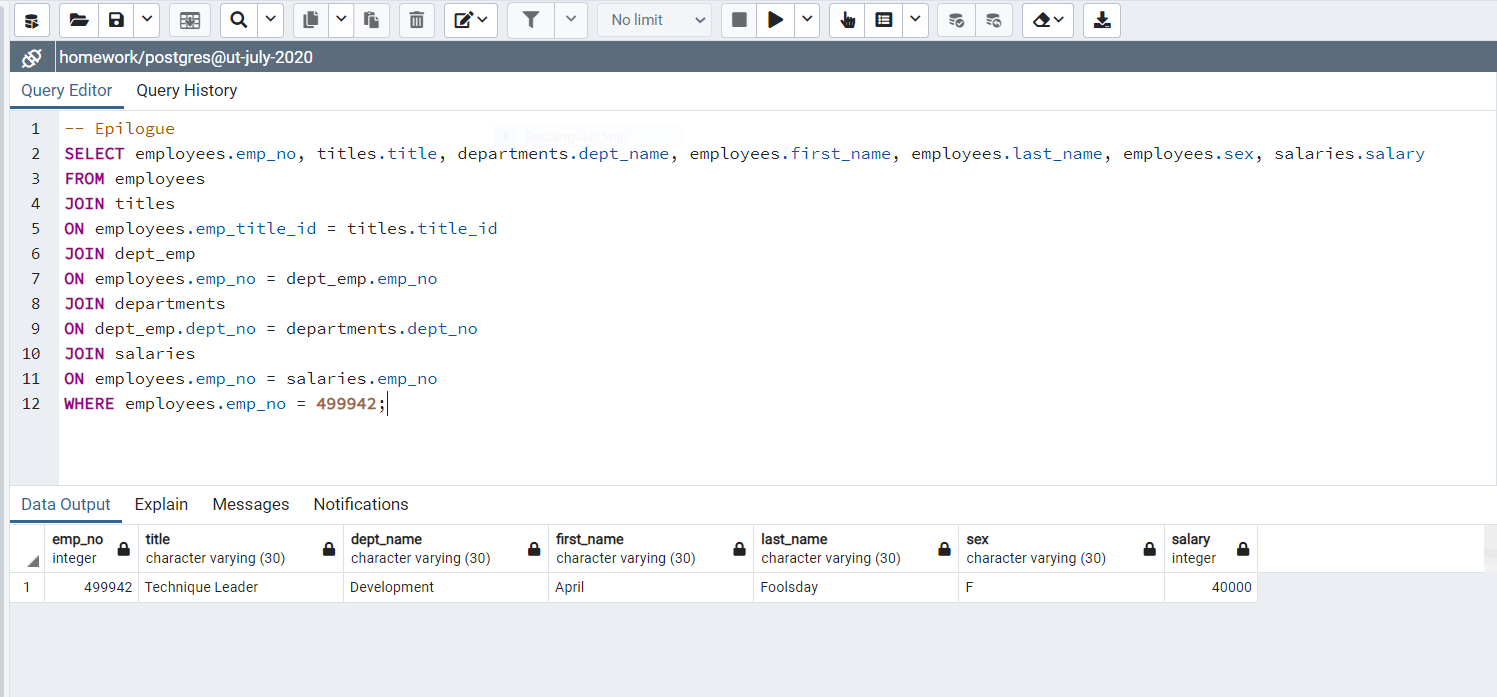 No limit
homework/postgres@ut-july-2020
Query Editor Query History
1 -- Epilogue
Rectangular Snip
2 SELECT employees.emp_no, titles.title, departments.dept_name, employees.first_name, employees.last_name, employees.sex, salaries.salary
3 FROM employees
4 JOIN titles
5 ON employees.emp_title_id = titles.title_id
6 JOIN dept_emp
7 ON employees.emp_no = dept_emp.emp_no
8 JOIN departments
9 ON dept_emp.dept_no = departments.dept_no
10 JOIN salaries
11 ON employees.emp_no = salaries.emp_no
12 WHERE employees.emp_no = 499942;
Data Output Explain Messages Notifications
emp_no title dept_name first_name last_name sex salary
integer character varying (30) character varying (30) character varying (30) character varying (30) character varying (30) integer
1 499942 Technique Leader Development April Foolsday F 40000